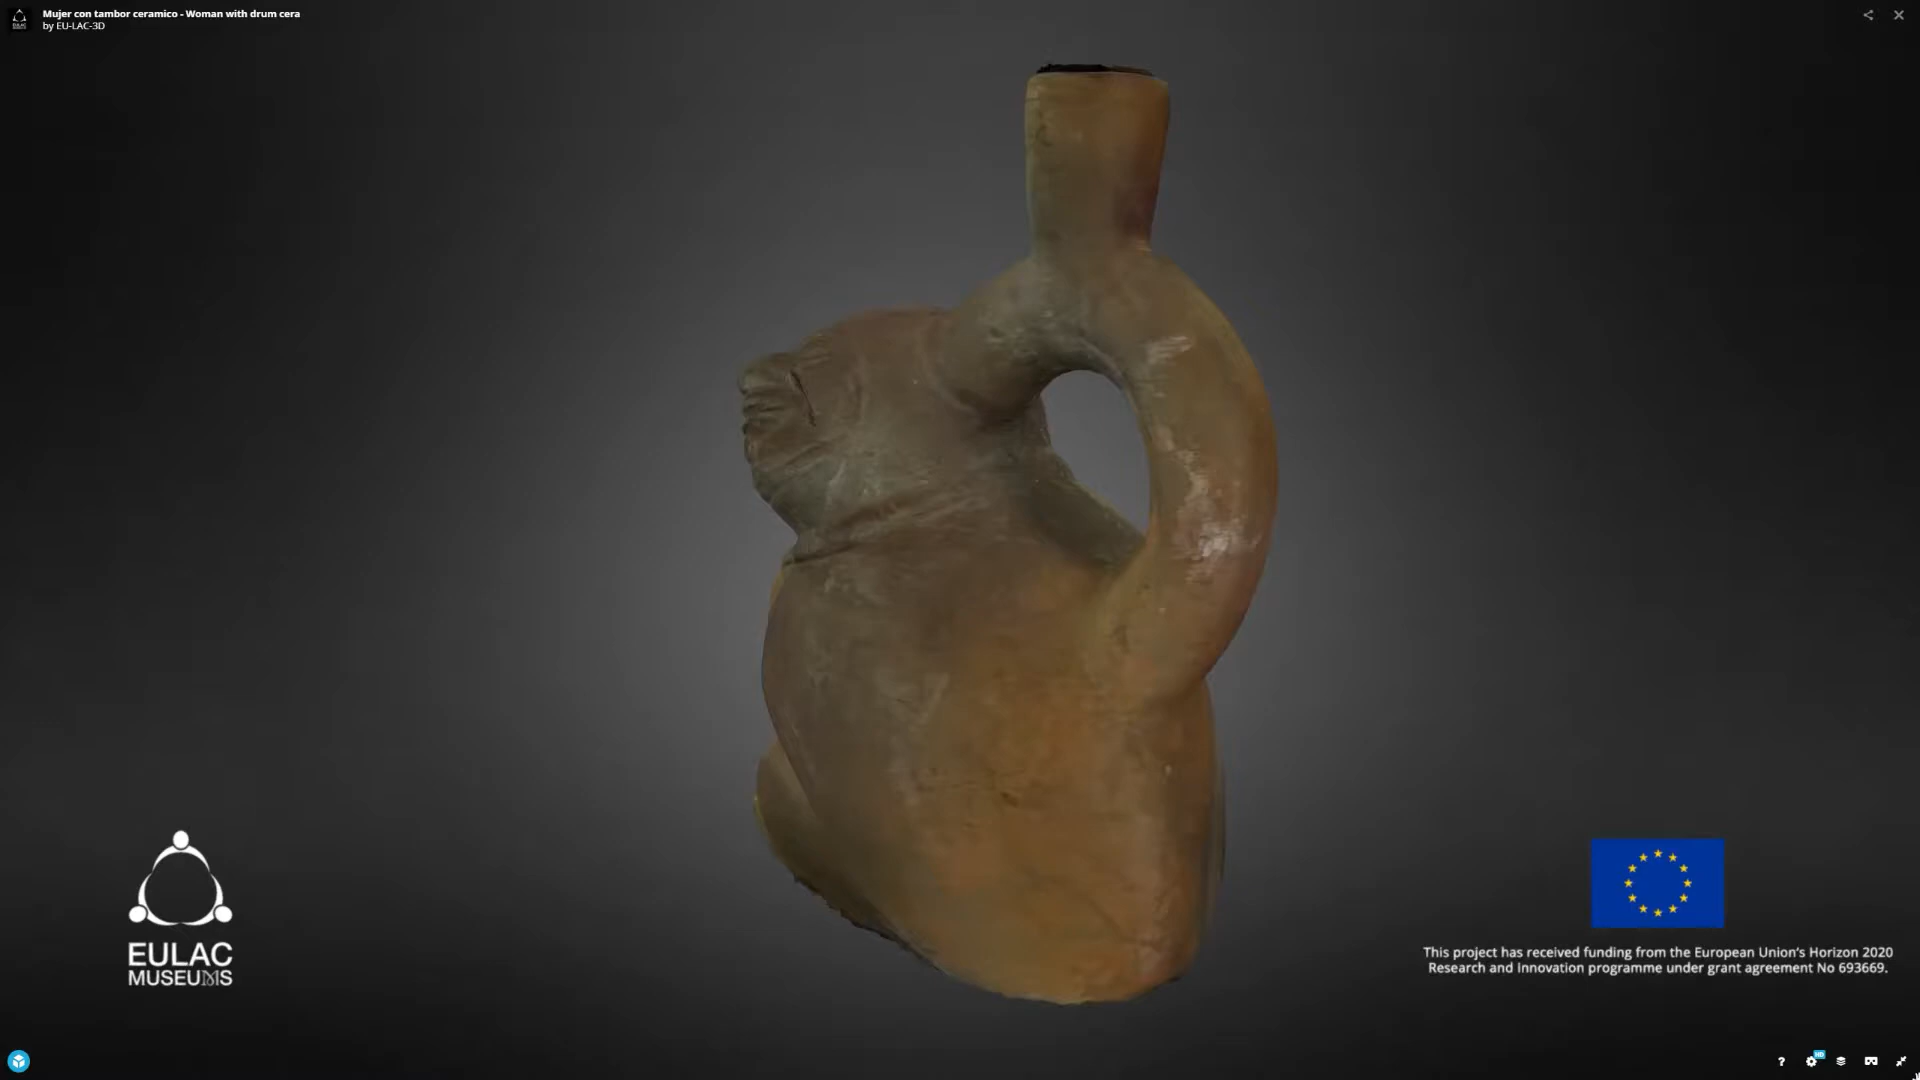 Mujer con tambor ceramico - Woman with drum cera
by EU-LAC-3D
EULAC
MUSEUMS
This project has received funding from the European Union's Horizon 2020
Research and Innovation programme under grant agreement No 693669.
?
HD